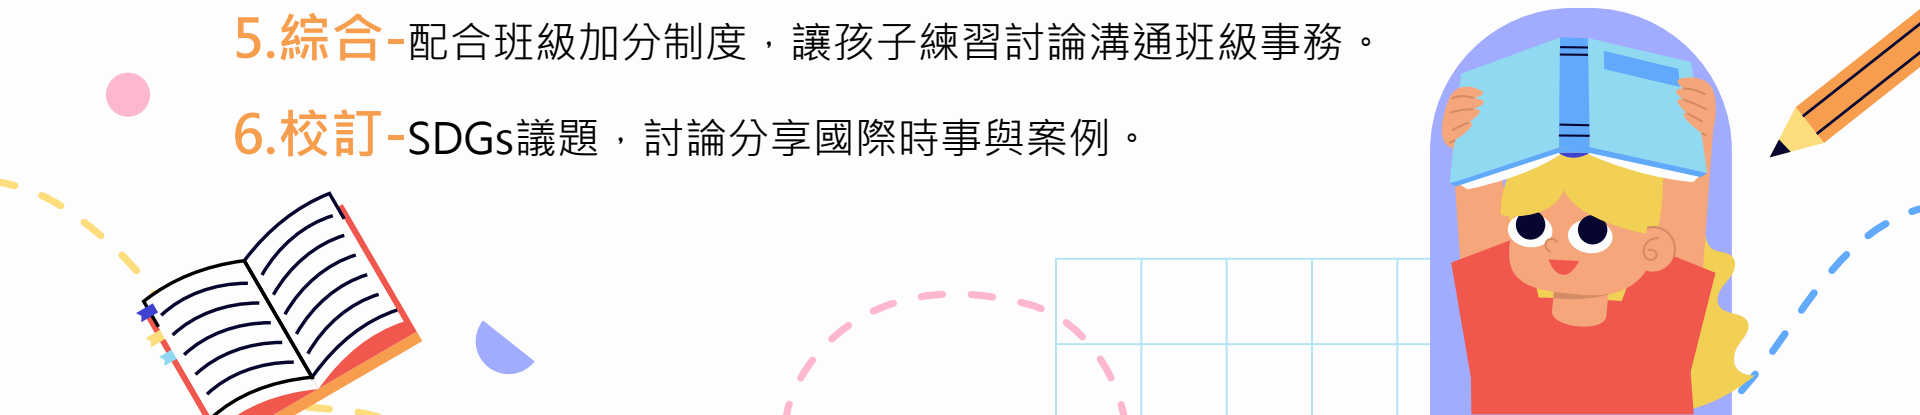 5.綜合-配合班級加分制度，讓孩子練習討論溝通班級事務。
6.校訂-SDGs議題，討論分享國際時事與案例。